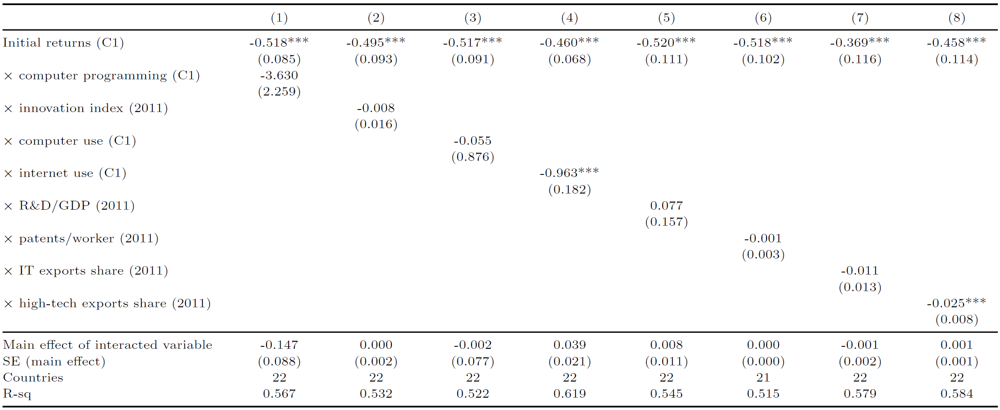 (1) (2) (3) (4) (5) (6) (7) (8)
Initial returns (C1) -0.518*** -0.495*** -0.517*** -0.460*** -0.520*** -0.518*** -0.369*** -0.458***
(0.085) (0.093) (0.091) (0.068) (0.111) (0.102) (0.116) (0.114)
× computer programming (C1) -3.630
(2.259)
× innovation index (2011) -0.008
(0.016)
× computer use (C1) -0.055
(0.876)
× internet use (C1) -0.963***
(0.182)
× R&D/GDP (2011) 0.077
(0.157)
× patents/worker (2011) -0.001
(0.003)
× IT exports share (2011) -0.011
(0.013)
× high-tech exports share (2011) -0.025***
(0.008)
Main effect of interacted variable -0.147 0.000 -0.002 0.039 0.008 0.000 -0.001 0.001
SE (main effect) (0.088) (0.002) (0.077) (0.021) (0.011) (0.000) (0.002) (0.001)
Countries 22 22 22 22 22 21 22 22
R-sq 0.567 0.532 0.522 0.619 0.545 0.515 0.579 0.584